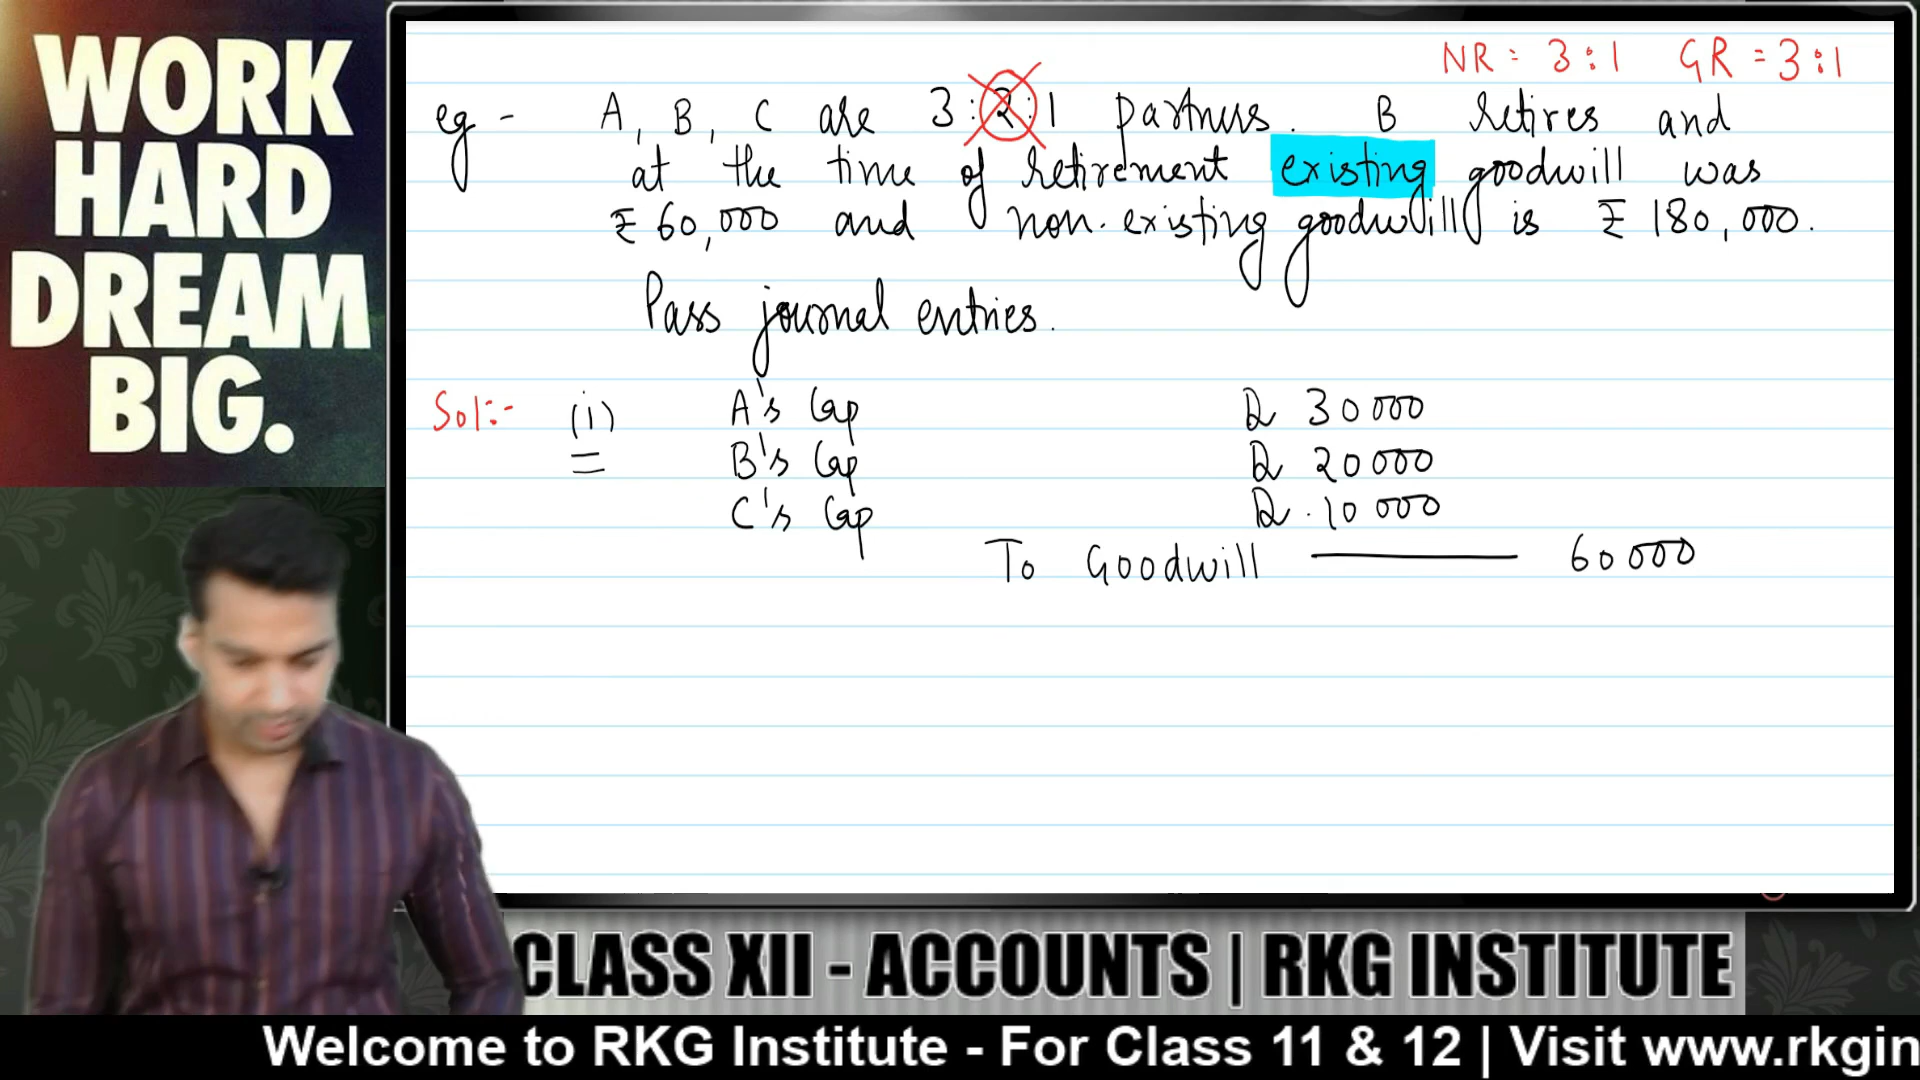 WORK
HARD
DREAM
BIG.
NR = 3:1 GR = 3:1
eg - A, B, C are 3:2:1 partners. B retires and
at the time of retirement existing goodwill was
₹ 60,000 and non-existing goodwill is ₹ 180,000.
Pass journal entries.
Sol:- (i) A's Cap Dr 30000
B's Cap Dr 20000
C's Cap Dr. 10000
To Goodwill 60000
CLASS XII - ACCOUNTS | RKG INSTITUTE
Welcome to RKG Institute - For Class 11 & 12 | Visit www.rkgin